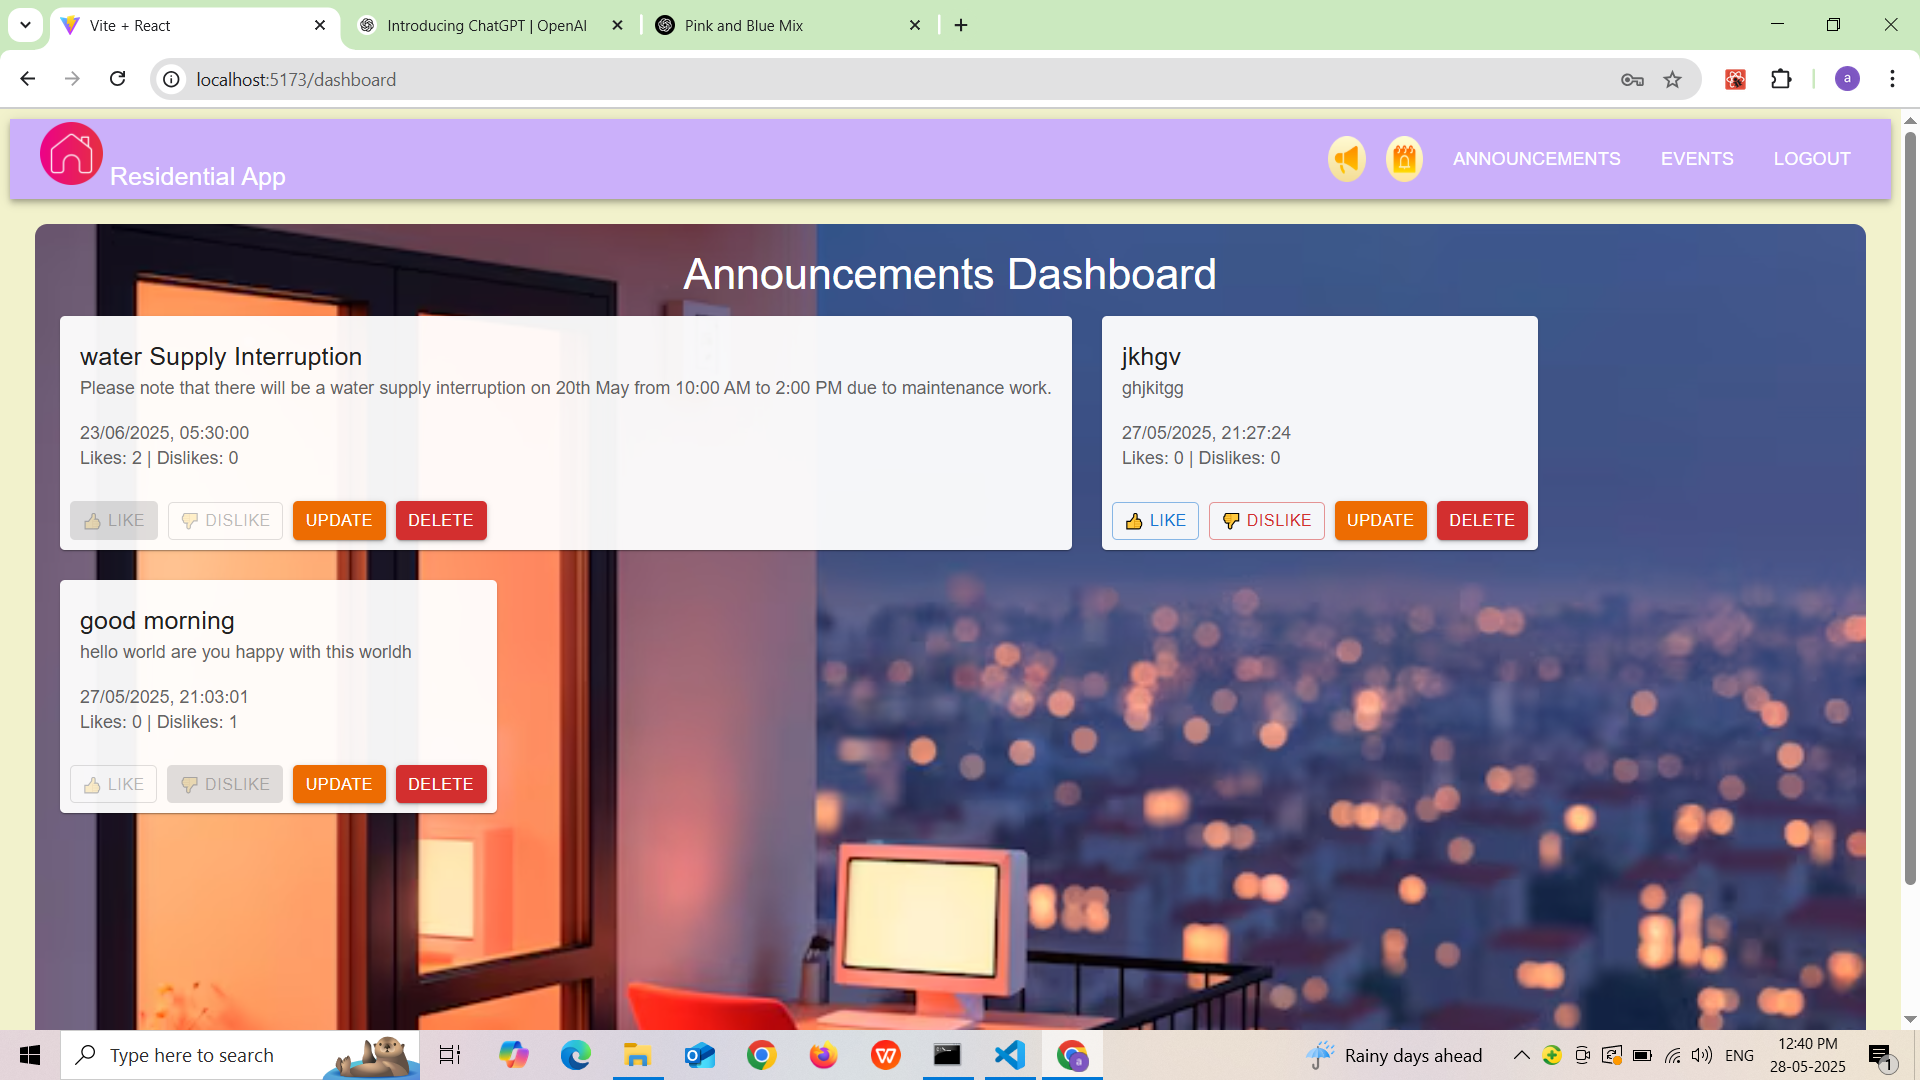 Vite + React
Introducing ChatGPT | OpenAI
Pink and Blue Mix
localhost:5173/dashboard
a
Residential App
ANNOUNCEMENTS
EVENTS
LOGOUT
Announcements Dashboard
water Supply Interruption
Please note that there will be a water supply interruption on 20th May from 10:00 AM to 2:00 PM due to maintenance work.
23/06/2025, 05:30:00
Likes: 2 | Dislikes: 0
👍 LIKE 👎 DISLIKE UPDATE DELETE
jkhgv
ghjkitgg
27/05/2025, 21:27:24
Likes: 0 | Dislikes: 0
👍 LIKE 👎 DISLIKE UPDATE DELETE
good morning
hello world are you happy with this worldh
27/05/2025, 21:03:01
Likes: 0 | Dislikes: 1
👍 LIKE 👎 DISLIKE UPDATE DELETE
Type here to search
Rainy days ahead
ENG
12:40 PM
28-05-2025
1